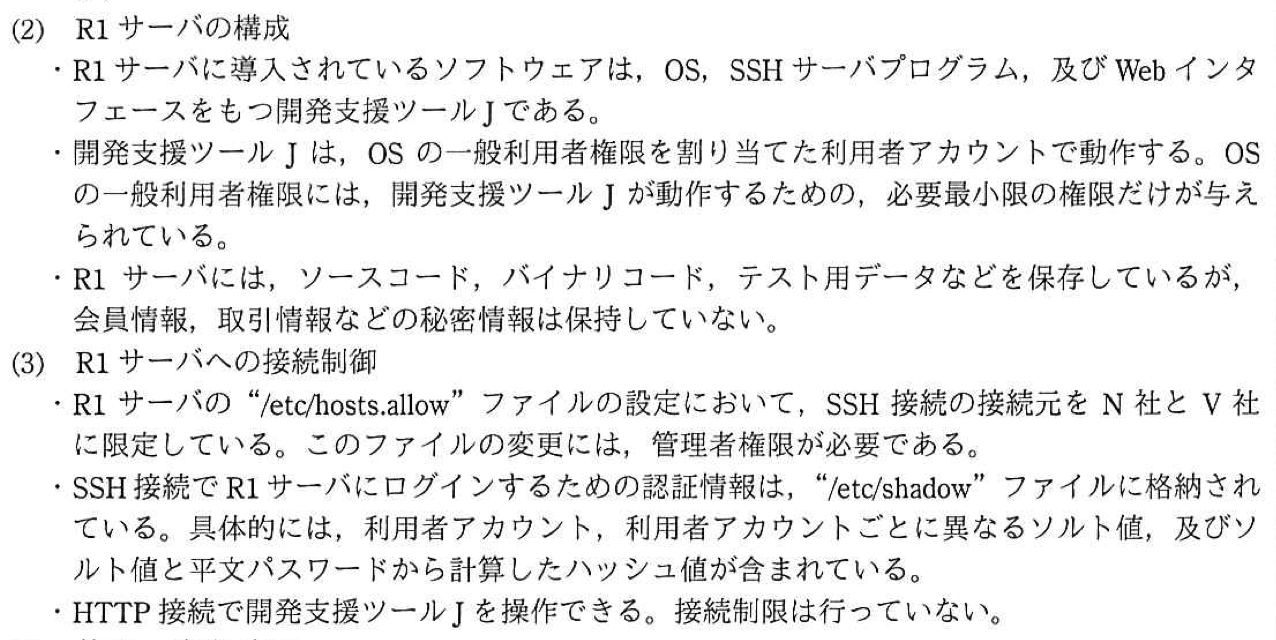 (2) R1 サーバの構成
・R1 サーバに導入されているソフトウェアは，OS，SSH サーバプログラム，及び Web インタ
フェースをもつ開発支援ツール J である。
・開発支援ツール J は，OS の一般利用者権限を割り当てた利用者アカウントで動作する。OS
の一般利用者権限には，開発支援ツール J が動作するための，必要最小限の権限だけが与え
られている。
・R1 サーバには，ソースコード，バイナリコード，テスト用データなどを保存しているが，
会員情報，取引情報などの秘密情報は保持していない。
(3) R1 サーバへの接続制御
・R1 サーバの “/etc/hosts.allow” ファイルの設定において，SSH 接続の接続元を N 社と V 社
に限定している。このファイルの変更には，管理者権限が必要である。
・SSH 接続で R1 サーバにログインするための認証情報は，“/etc/shadow” ファイルに格納され
ている。具体的には，利用者アカウント，利用者アカウントごとに異なるソルト値，及びソ
ルト値と平文パスワードから計算したハッシュ値が含まれている。
・HTTP 接続で開発支援ツール J を操作できる。接続制限は行っていない。